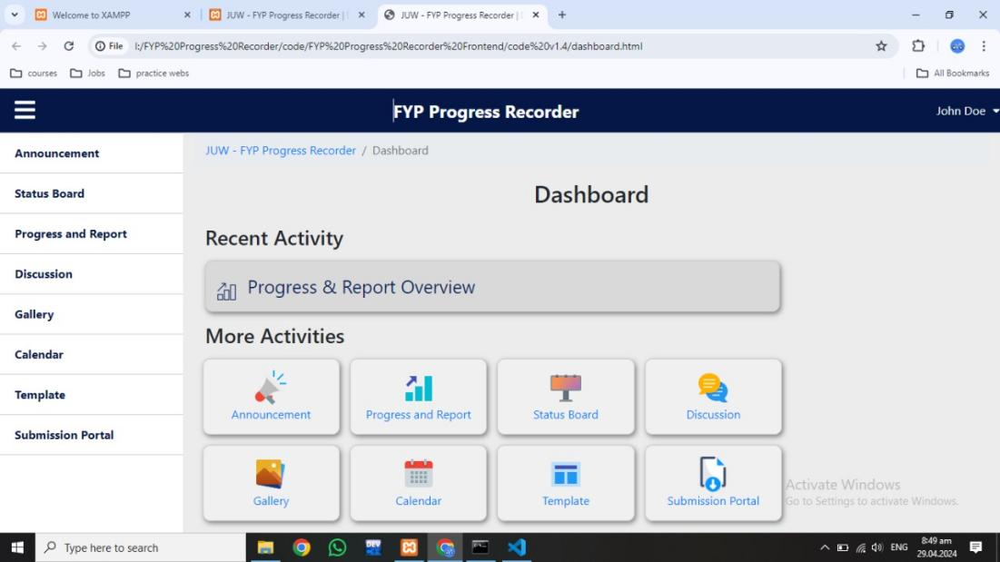 Welcome to XAMPP
JUW - FYP Progress Recorder |
JUW - FYP Progress Recorder |
File
I:/FYP%20Progress%20Recorder/code/FYP%20Progress%20Recorder%20Frontend/code%20v1.4/dashboard.html
courses
Jobs
practice webs
All Bookmarks
FYP Progress Recorder
John Doe
Announcement
Status Board
Progress and Report
Discussion
Gallery
Calendar
Template
Submission Portal
JUW - FYP Progress Recorder / Dashboard
Dashboard
Recent Activity
Progress & Report Overview
More Activities
Announcement
Progress and Report
Status Board
Discussion
Gallery
Calendar
Template
Submission Portal
Activate Windows
Go to Settings to activate Windows.
Type here to search
DEV
ENG
8:49 am
29.04.2024